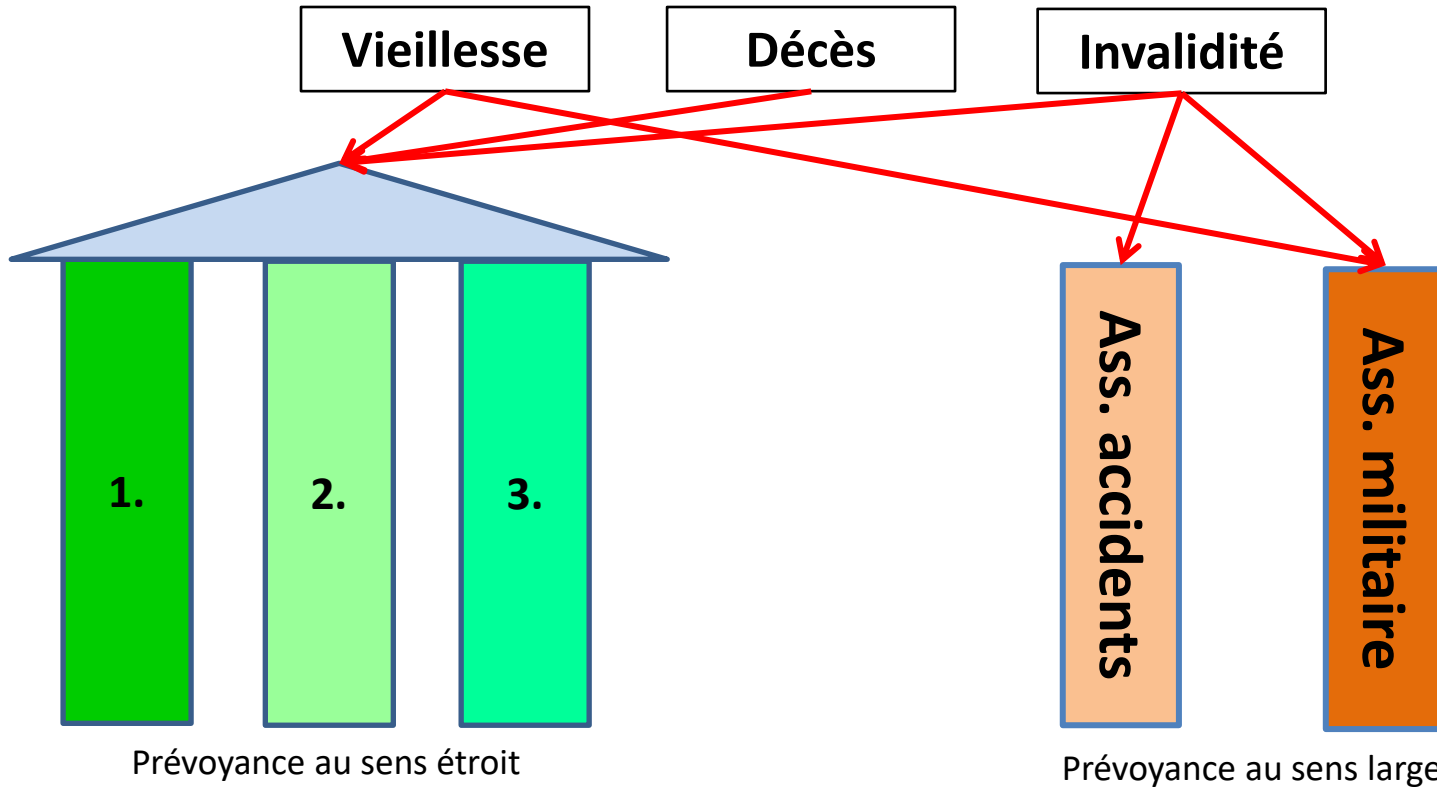 Vieillesse
Décès
Invalidité
1.
2.
3.
Ass. accidents
Ass. militaire
Prévoyance au sens étroit
Prévoyance au sens large